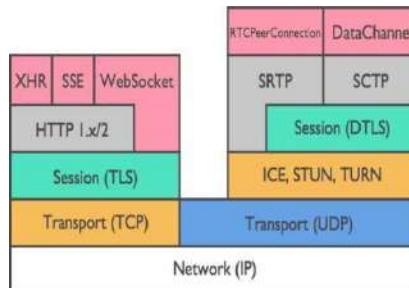 RTCPeerConnection DataChannel
XHR SSE WebSocket SRTP SCTP
HTTP 1.x/2 Session (DTLS)
Session (TLS) ICE, STUN, TURN
Transport (TCP) Transport (UDP)
Network (IP)